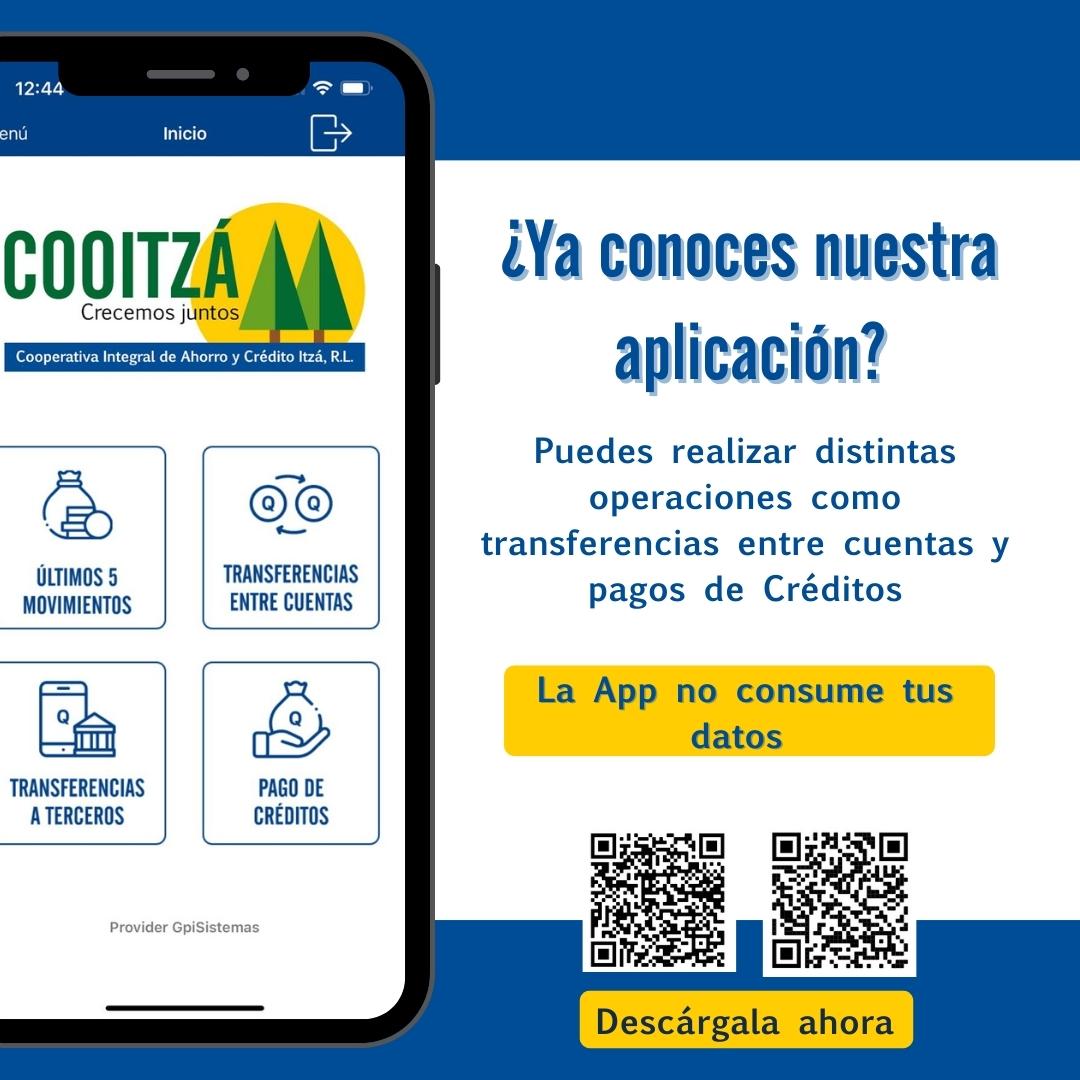 12:44
enú
Inicio
COOITZÁ
Crecemos juntos
Cooperativa Integral de Ahorro y Crédito Itzá, R.L.
ÚLTIMOS 5
MOVIMIENTOS
Q Q
TRANSFERENCIAS
ENTRE CUENTAS
Q
TRANSFERENCIAS
A TERCEROS
Q
PAGO DE
CRÉDITOS
Provider GpiSistemas
¿Ya conoces nuestra
aplicación?
Puedes realizar distintas
operaciones como
transferencias entre cuentas y
pagos de Créditos
La App no consume tus
datos
Descárgala ahora